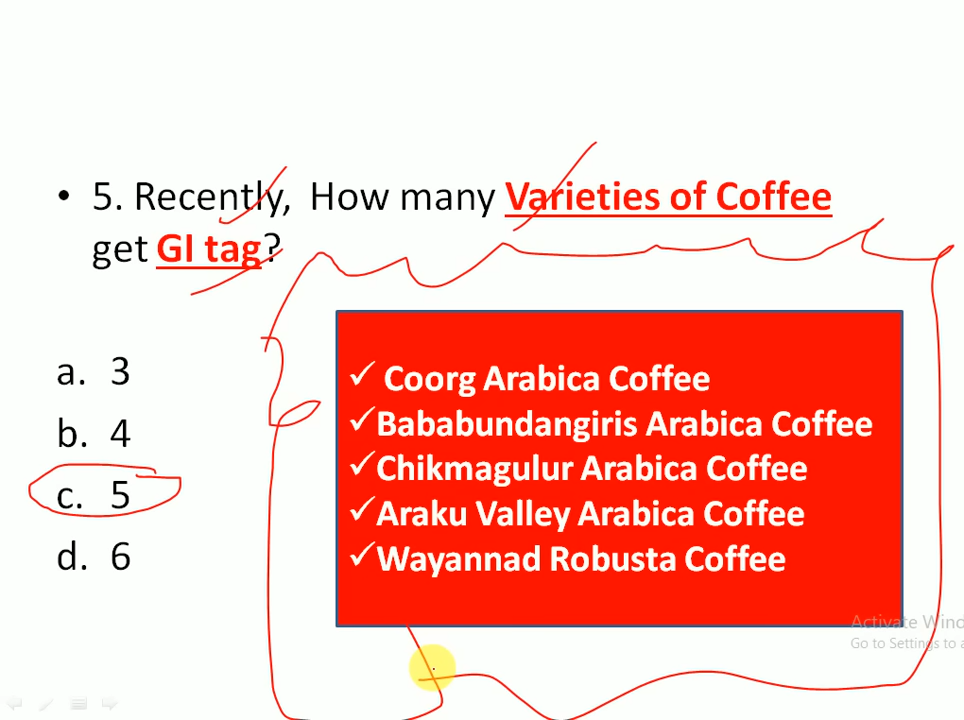 • 5. Recently, How many Varieties of Coffee
get GI tag?
a. 3
b. 4
c. 5
d. 6
✓ Coorg Arabica Coffee
✓ Bababundangiris Arabica Coffee
✓ Chikmagulur Arabica Coffee
✓ Araku Valley Arabica Coffee
✓ Wayannad Robusta Coffee
Activate Wind
Go to Settings to a